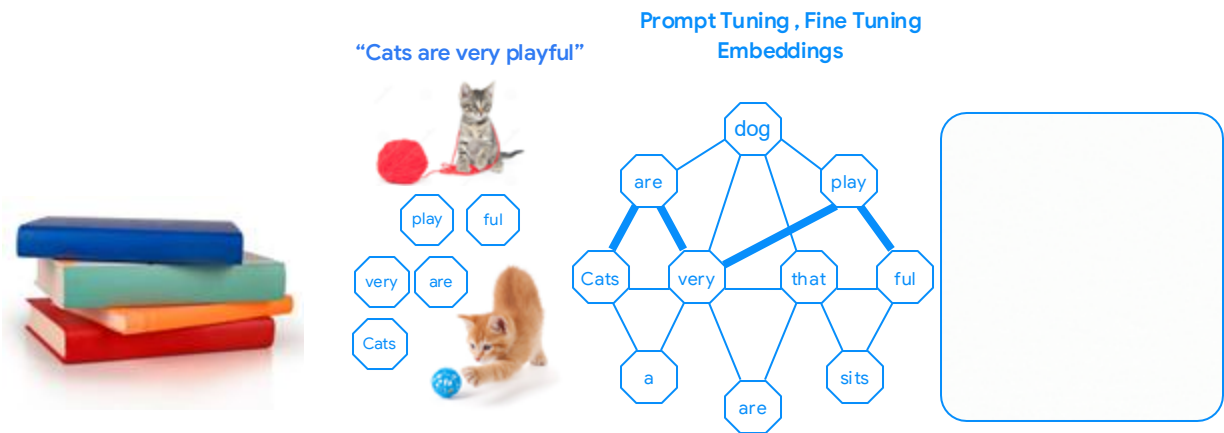 Prompt Tuning , Fine Tuning
Embeddings
“Cats are very playful”
play
ful
very
are
Cats
dog
are
play
Cats
very
that
ful
a
are
sits